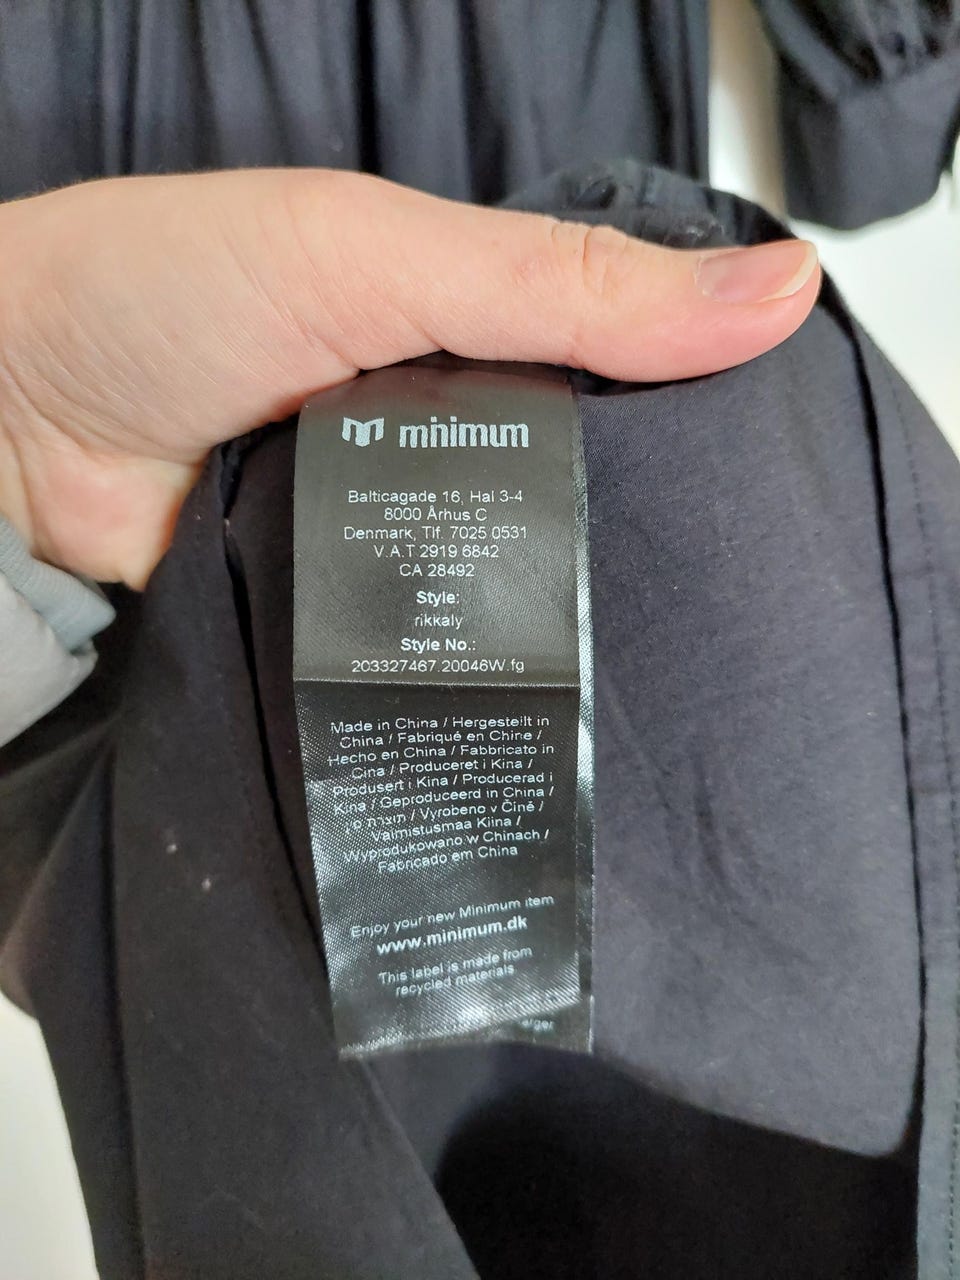 minimum
Balticagade 16, Hal 3-4
8000 Århus C
Denmark, Tlf. 7025 0531
V.A.T 2919 6842
CA 28492
Style:
rikkaly
Style No.:
203327467.20046W.fg
Made in China / Hergestellt in
China / Fabriqué en Chine /
Hecho en China / Fabbricato in
Cina / Produceret i Kina /
Produsert i Kina / Producerad i
Kina / Geproduceerd in China /
/ Vyrobeno v Číně /
Valmistusmaa Kiina /
Wyprodukowano w Chinach /
Fabricado em China
Enjoy your new Minimum item
www.minimum.dk
This label is made from
recycled materials